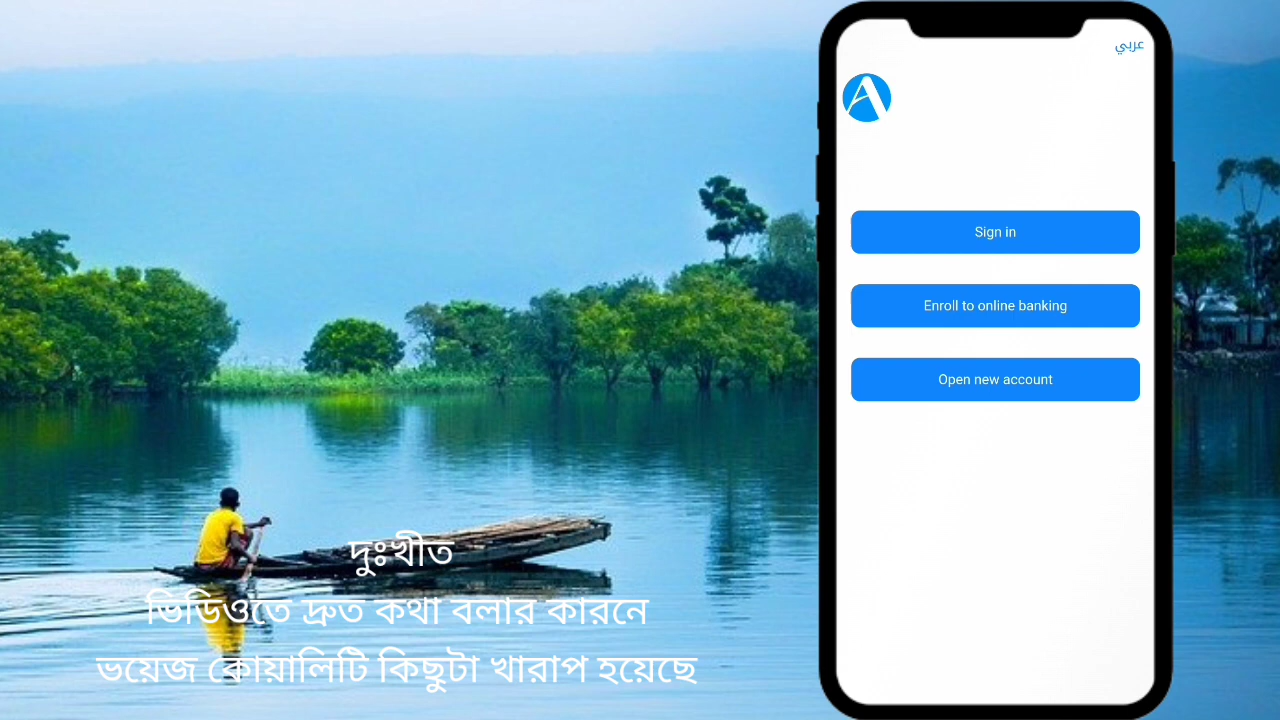 عربي
Sign in
Enroll to online banking
Open new account
দুঃখীত
ভিডিওতে দ্রুত কথা বলার কারনে
ভয়েজ কোয়ালিটি কিছুটা খারাপ হয়েছে